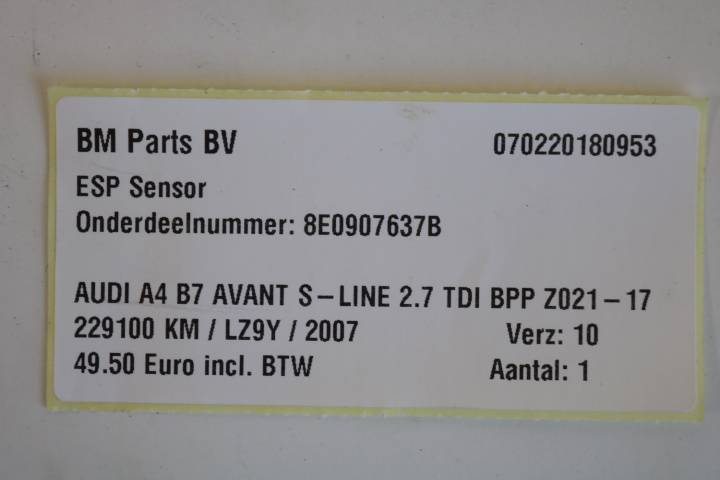 BM Parts BV 070220180953
ESP Sensor
Onderdeelnummer: 8E0907637B
AUDI A4 B7 AVANT S-LINE 2.7 TDI BPP Z021-17
229100 KM / LZ9Y / 2007 Verz: 10
49.50 Euro incl. BTW Aantal: 1